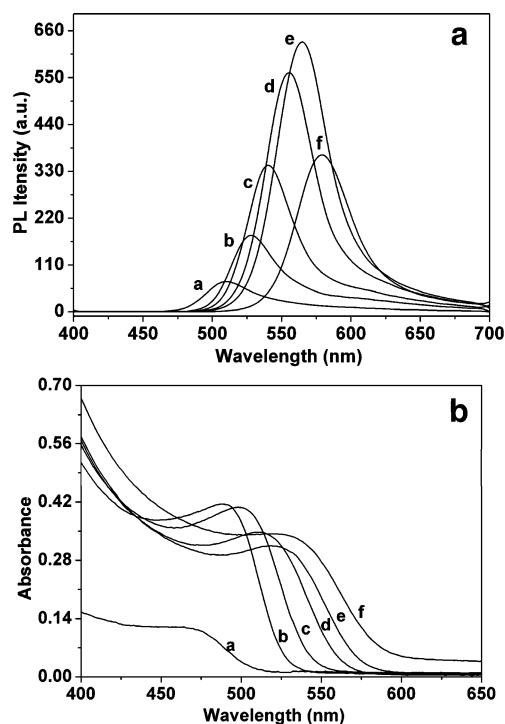 a
660
550
440
330
220
110
0
PL Itensity (a.u.)
a
b
c
d
e
f
400 450 500 550 600 650 700
Wavelength (nm)
b
0.70
0.56
0.42
0.28
0.14
0.00
Absorbance
a
b
c
d
e
f
400 450 500 550 600 650
Wavelength (nm)